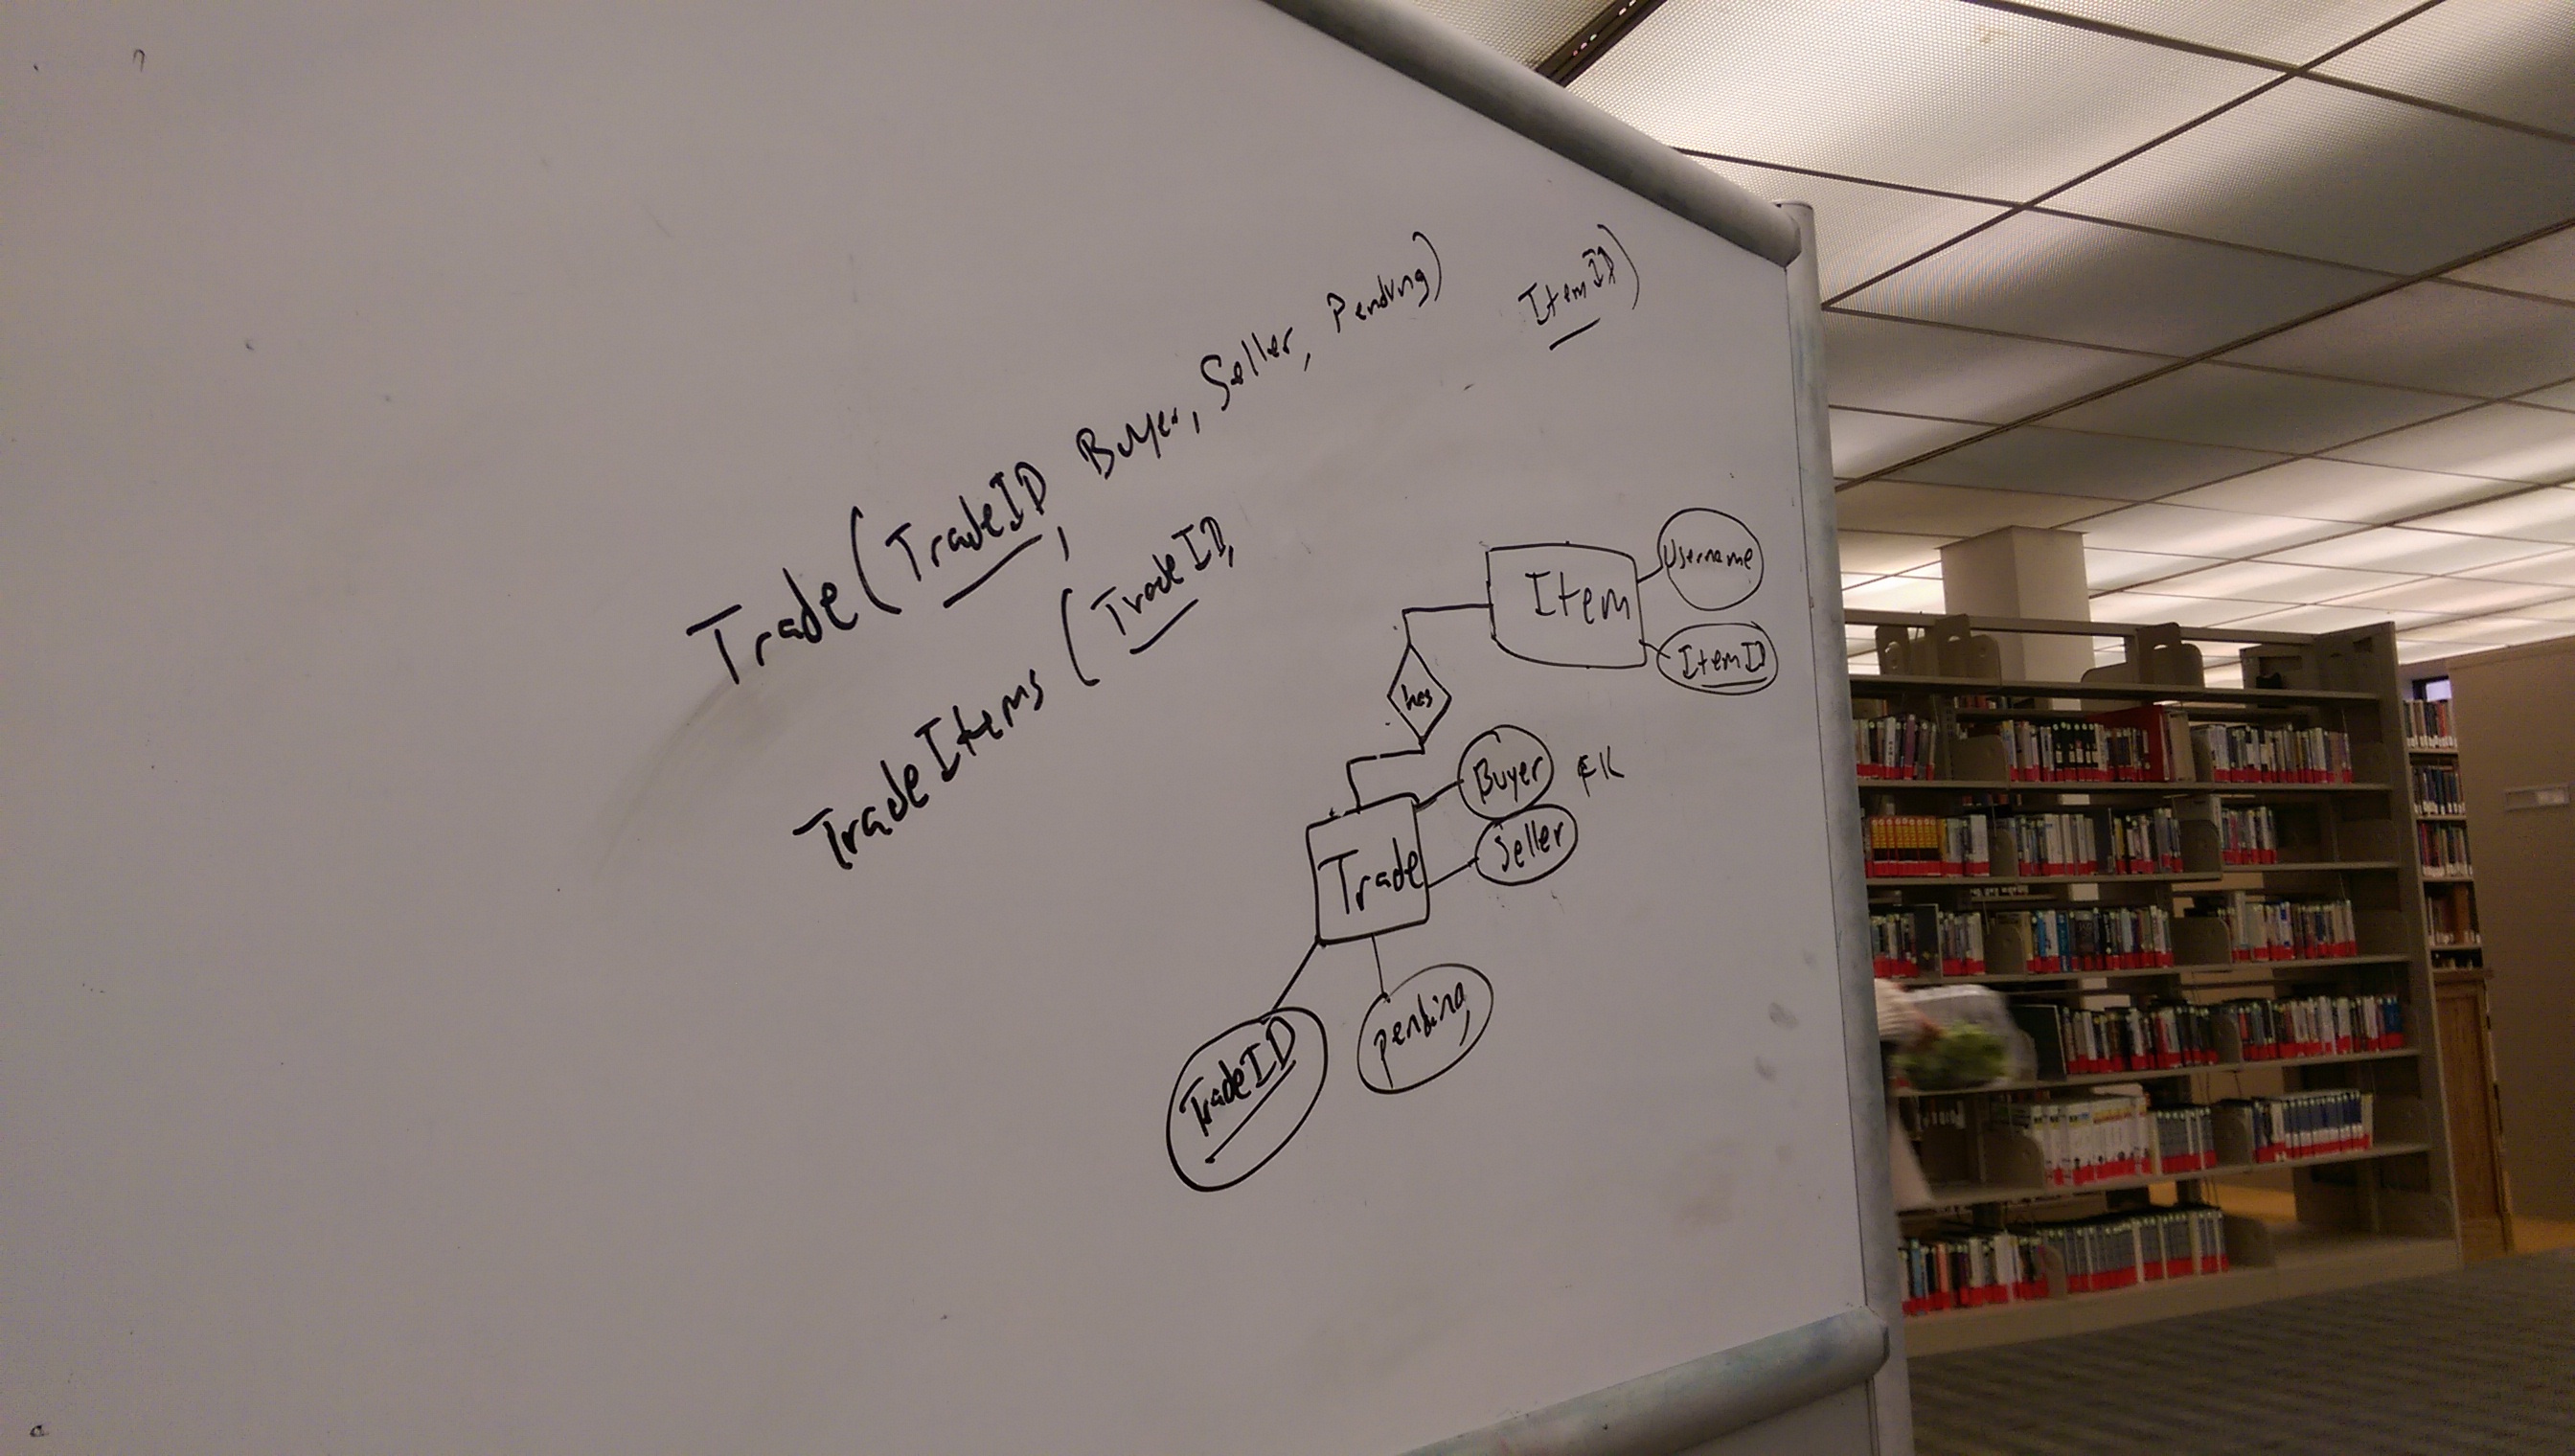 Trade (TradeID, Buyer, Seller, Pending)
TradeItems (TradeID, ItemID)
Item
Username
ItemID
has
Buyer FK
Seller
Trade
TradeID
pending